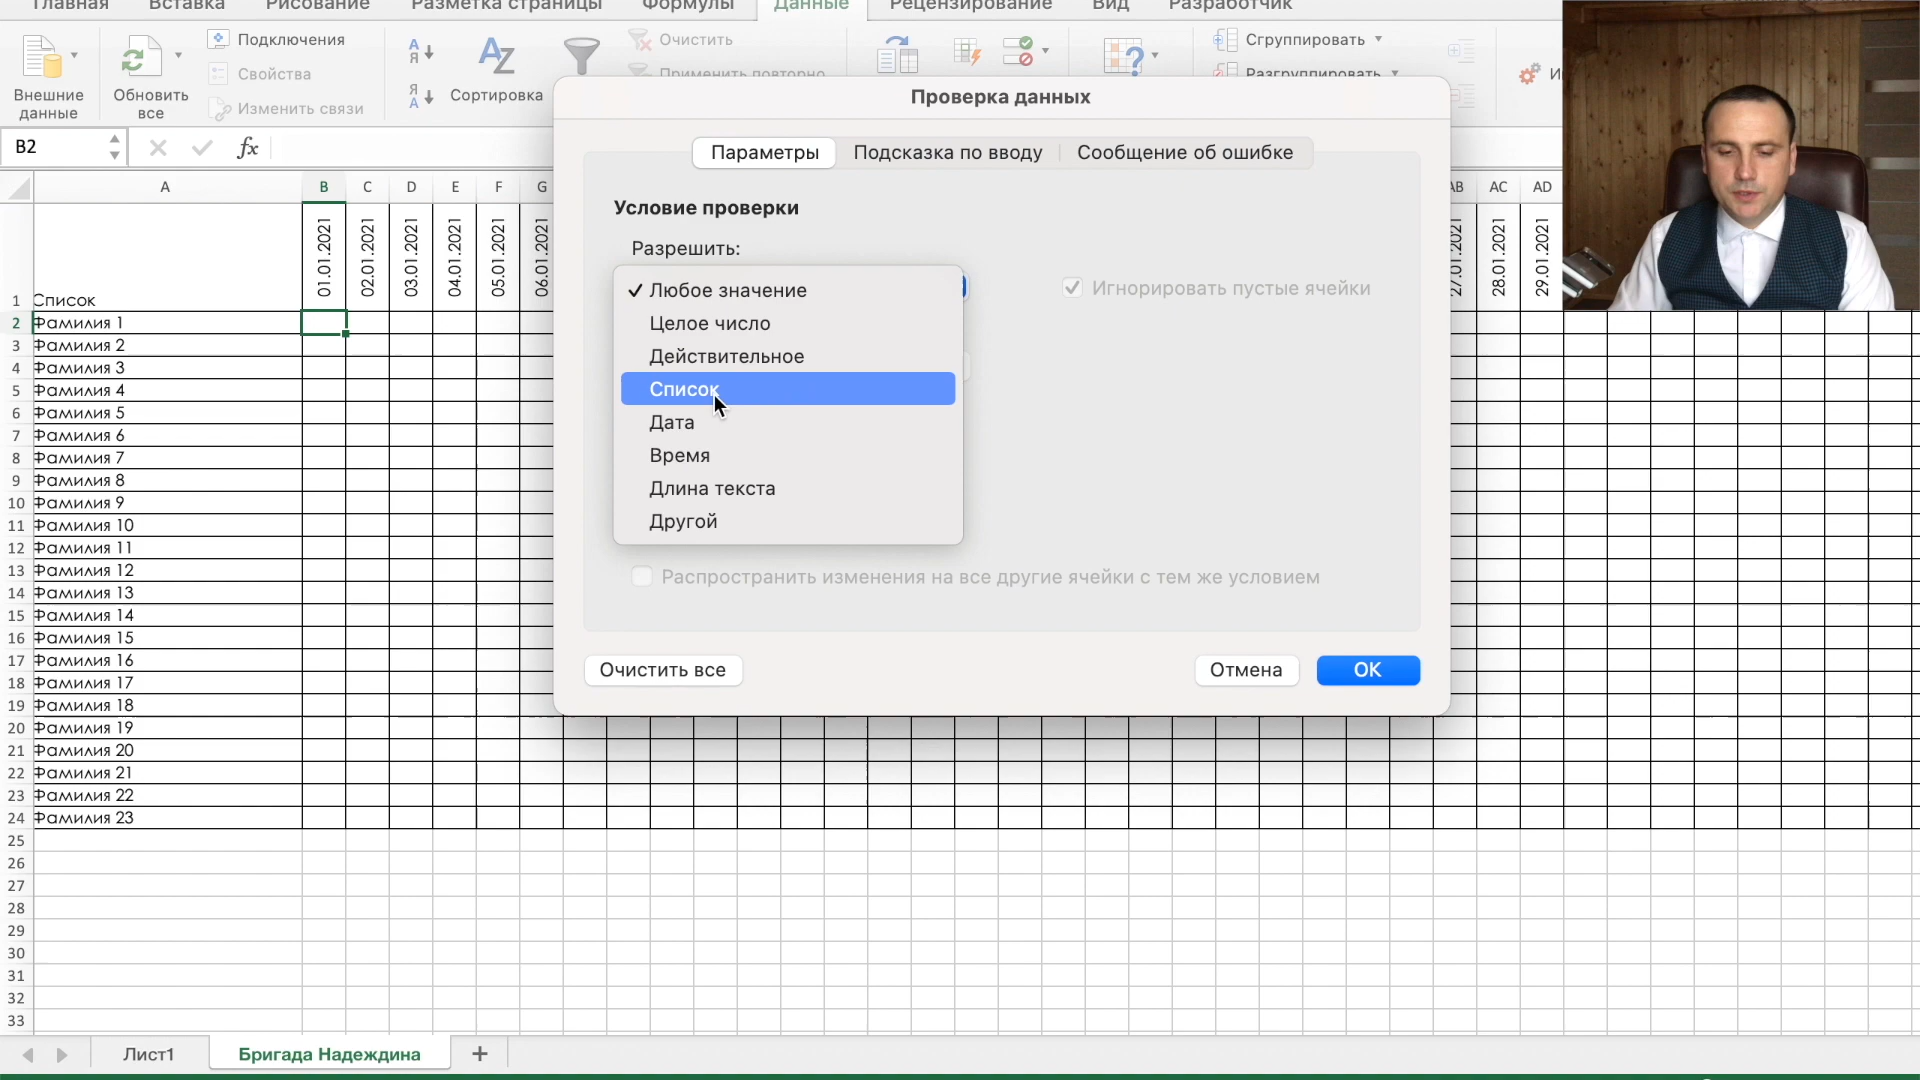 Главная Вставка Рисование Разметка страницы Формулы Данные Рецензирование Вид Разработчик
Внешние данные
Обновить все
Подключения
Свойства
Изменить связи
А Я
Я А
AZ
Сортировка
Очистить
Применить повторно
Сгруппировать
Разгруппировать
B2
fx
Проверка данных
Параметры Подсказка по вводу Сообщение об ошибке
Условие проверки
Разрешить:
Любое значение
Целое число
Действительное
Список
Дата
Время
Длина текста
Другой
Игнорировать пустые ячейки
Распространить изменения на все другие ячейки с тем же условием
Очистить все Отмена OK
A B C D E F G AB AC AD
1 Список 01.01.2021 02.01.2021 03.01.2021 04.01.2021 05.01.2021 06.01.2021 27.01.2021 28.01.2021 29.01.2021
2 Фамилия 1
3 Фамилия 2
4 Фамилия 3
5 Фамилия 4
6 Фамилия 5
7 Фамилия 6
8 Фамилия 7
9 Фамилия 8
10 Фамилия 9
11 Фамилия 10
12 Фамилия 11
13 Фамилия 12
14 Фамилия 13
15 Фамилия 14
16 Фамилия 15
17 Фамилия 16
18 Фамилия 17
19 Фамилия 18
20 Фамилия 19
21 Фамилия 20
22 Фамилия 21
23 Фамилия 22
24 Фамилия 23
25
26
27
28
29
30
31
32
33
Лист1 Бригада Надеждина +